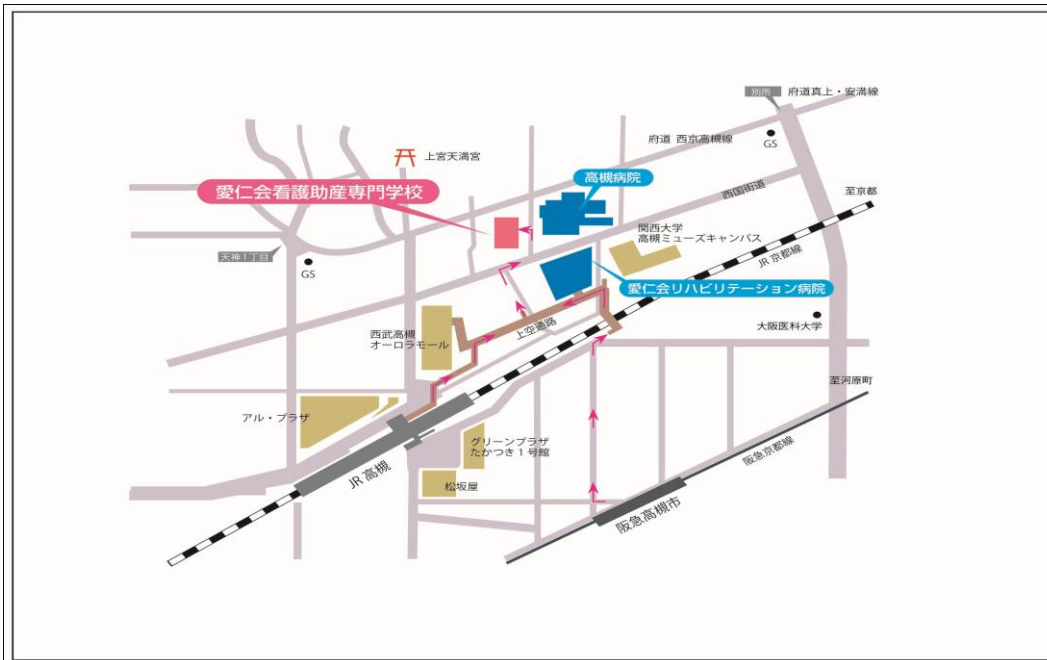 別所
府道真上・安満線
府道 西京高槻線
GS
上宮天満宮
高槻病院
愛仁会看護助産専門学校
西国街道
至京都
関西大学
高槻ミューズキャンパス
JR 京都線
天神1丁目
GS
愛仁会リハビリテーション病院
上空通路
大阪医科大学
西武高槻
オーロラモール
至河原町
アル・プラザ
グリーンプラザ
たかつき1号館
阪急京都線
JR 高槻
松坂屋
阪急高槻市